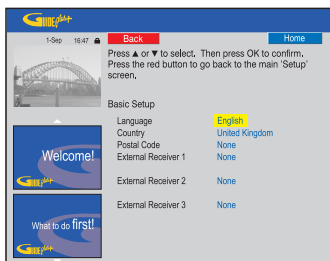 GUIDE Plus+
1-Sep 16:47
Back
Home
Press ▲ or ▼ to select. Then press OK to confirm.
Press the red button to go back to the main 'Setup'
screen.
Basic Setup
Language English
Country United Kingdom
Postal Code None
External Receiver 1 None
External Receiver 2 None
External Receiver 3 None
Welcome!
GUIDE Plus+
What to do first!
GUIDE Plus+